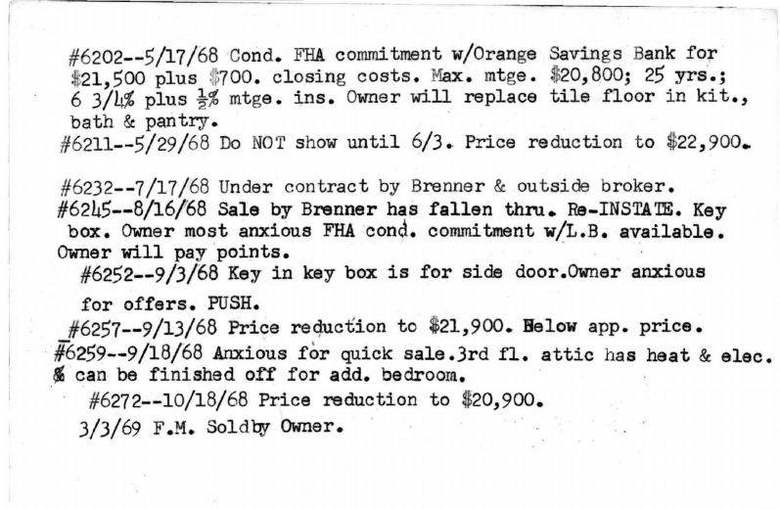 #6202--5/17/68 Cond. FHA commitment w/Orange Savings Bank for
$21,500 plus $700. closing costs. Max. mtge. $20,800; 25 yrs.;
6 3/4% plus ½% mtge. ins. Owner will replace tile floor in kit.,
bath & pantry.
#6211--5/29/68 Do NOT show until 6/3. Price reduction to $22,900.
#6232--7/17/68 Under contract by Brenner & outside broker.
#6245--8/16/68 Sale by Brenner has fallen thru. Re-INSTATE. Key
box. Owner most anxious FHA cond. commitment w/L.B. available.
Owner will pay points.
#6252--9/3/68 Key in key box is for side door.Owner anxious
for offers. PUSH.
#6257--9/13/68 Price reduction to $21,900. Below app. price.
#6259--9/18/68 Anxious for quick sale.3rd fl. attic has heat & elec.
& can be finished off for add. bedroom.
#6272--10/18/68 Price reduction to $20,900.
3/3/69 F.M. Soldby Owner.